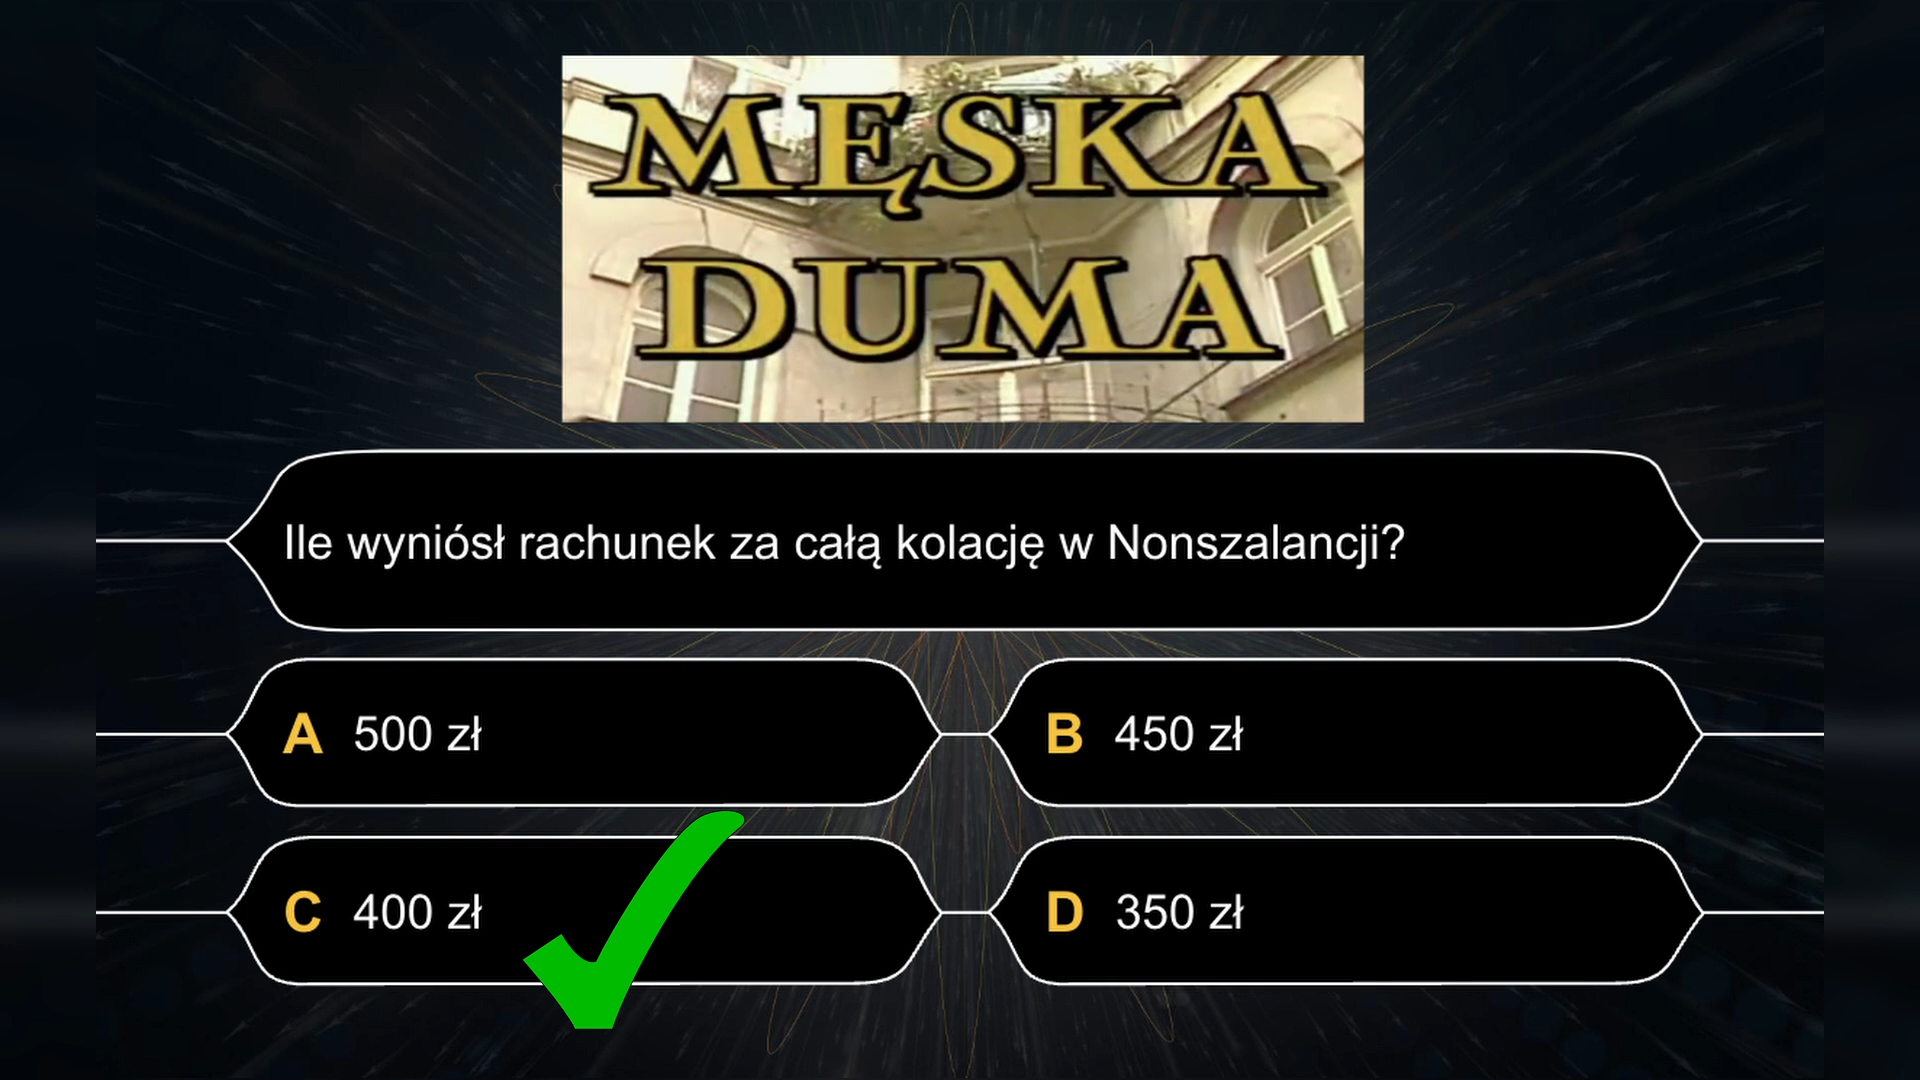 MĘSKA
DUMA
Ile wyniósł rachunek za całą kolację w Nonszalancji?
A 500 zł
B 450 zł
C 400 zł
D 350 zł